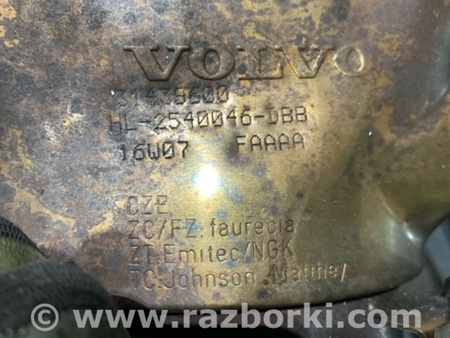 VOLVO
31439600
HL-2540046-DBB
16W07 FAAAA
CZE
ZC/FZ: faurecia
ZT:Emitec/NGK
TC:Johnson Matthey
www.razborki.com